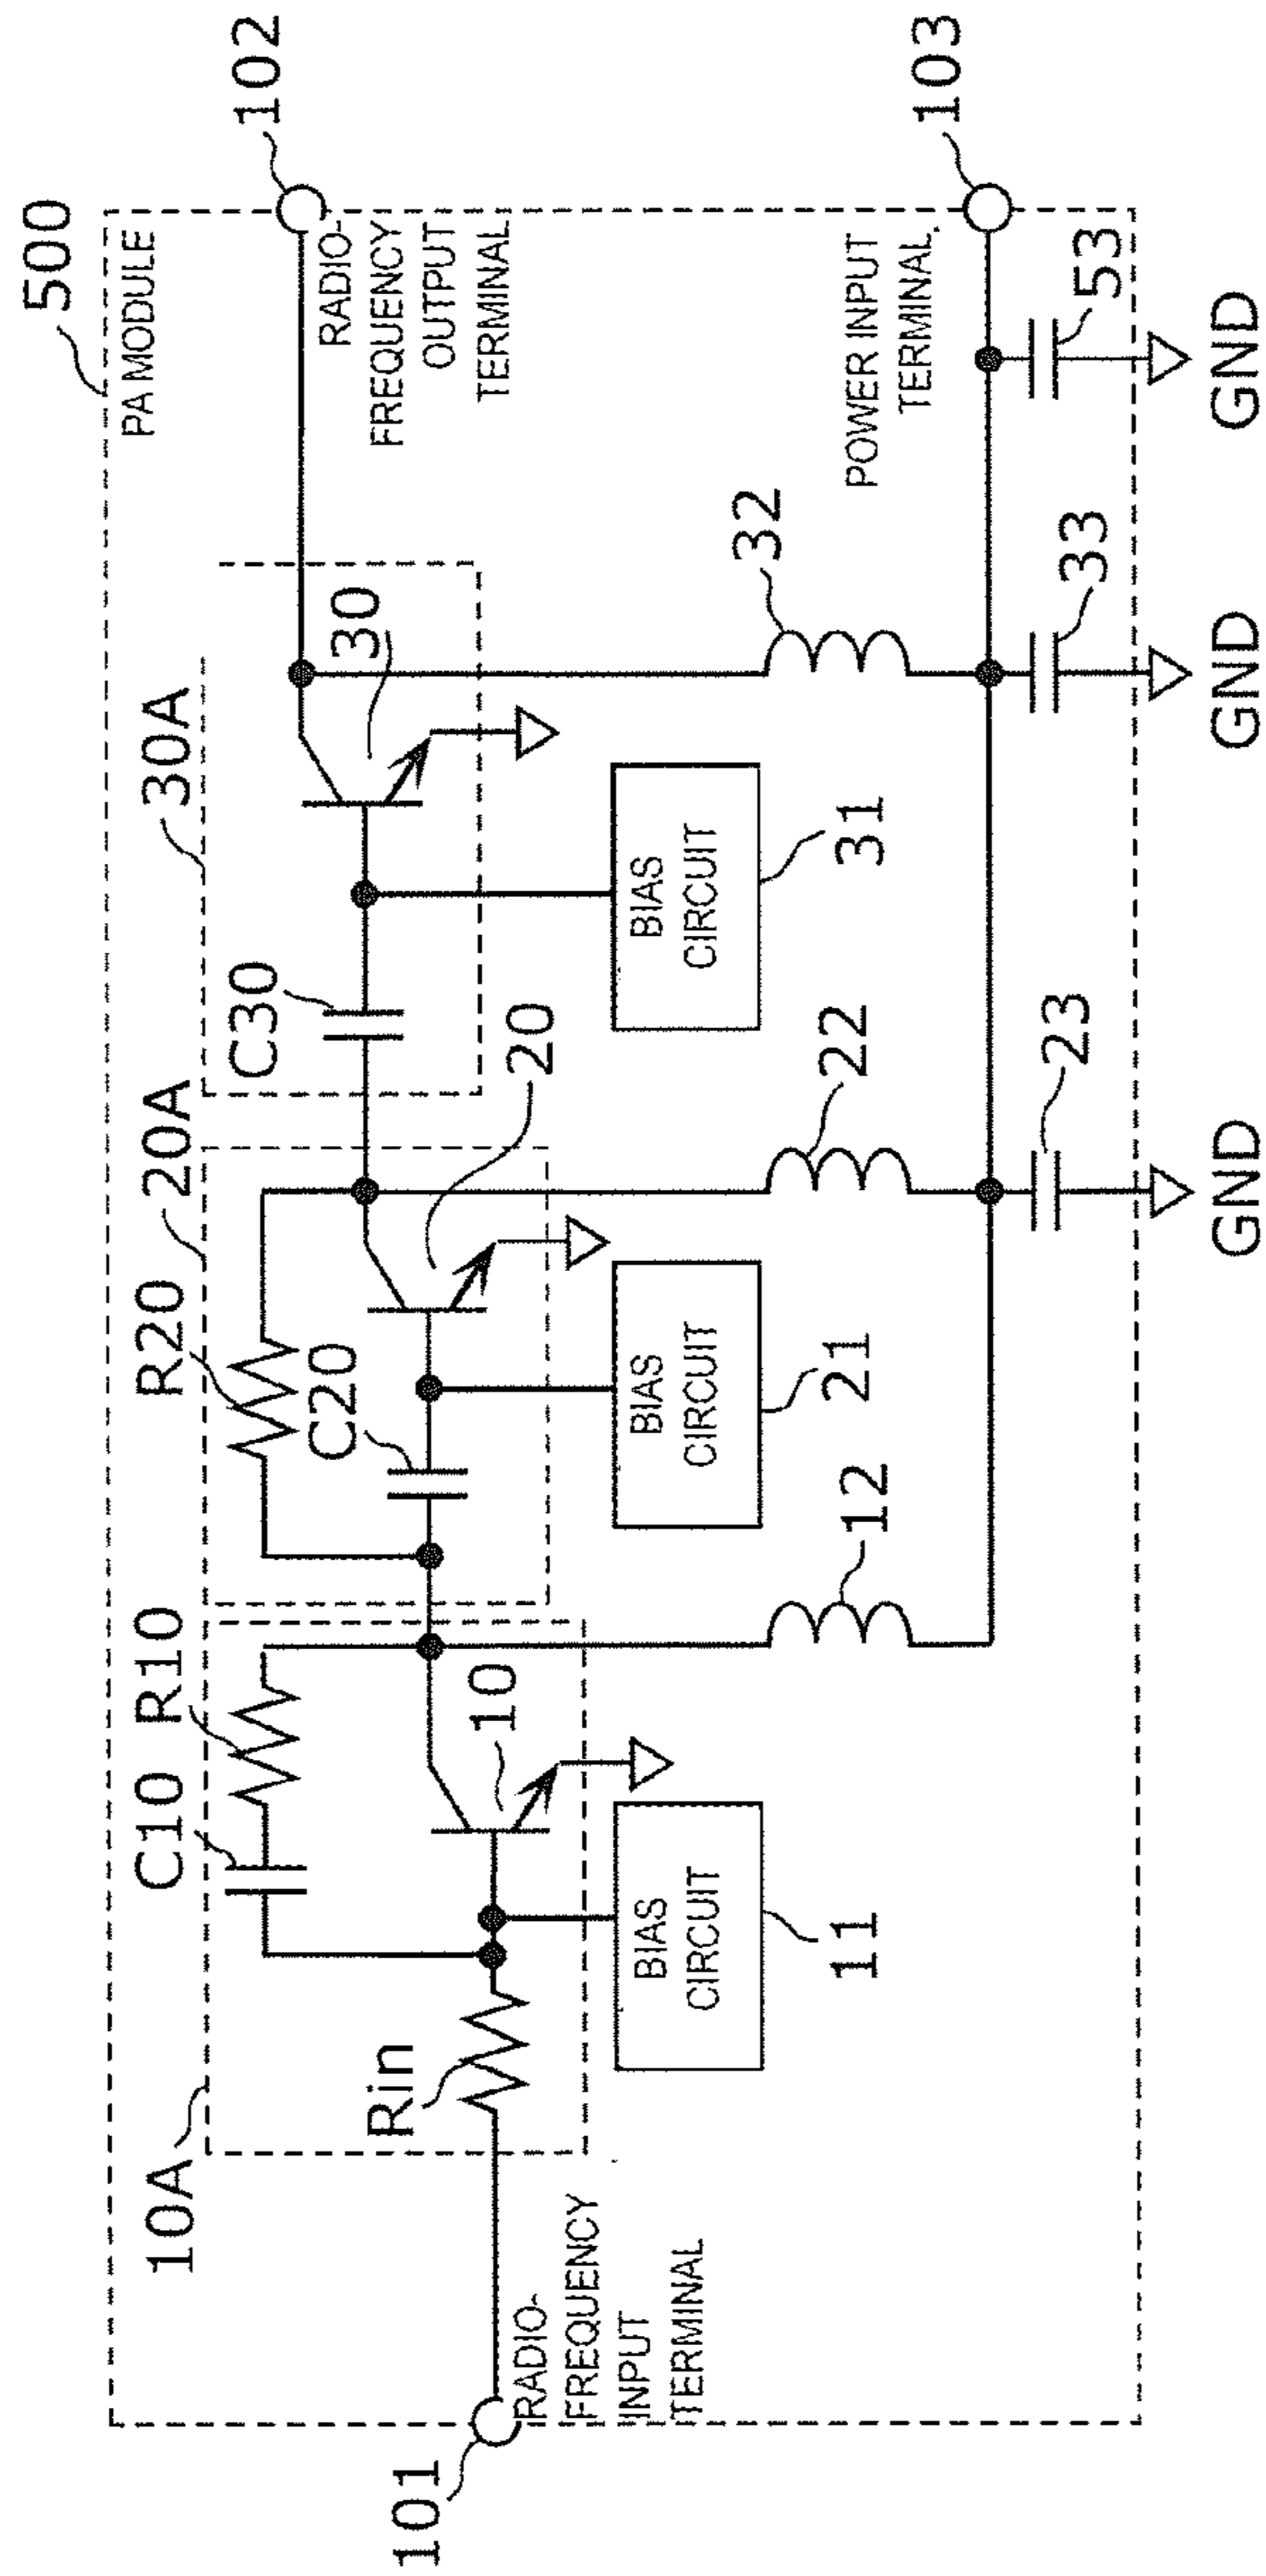 500
PA MODULE
10A
C10
R10
R20
20A
30A
102
RADIO-
FREQUENCY
OUTPUT
TERMINAL
C20
C30
30
Rin
10
20
101
RADIO-
FREQUENCY
INPUT
TERMINAL
BIAS
CIRCUIT
11
BIAS
CIRCUIT
21
BIAS
CIRCUIT
31
12
22
32
POWER INPUT
TERMINAL
103
23
33
53
GND
GND
GND